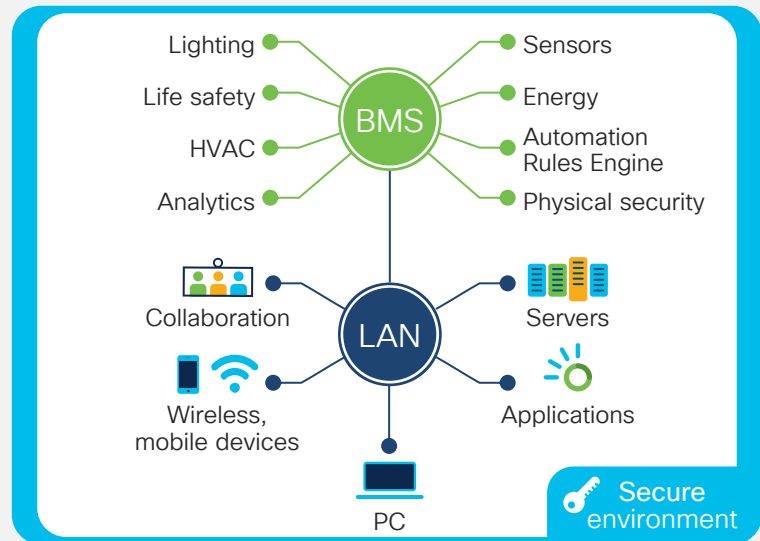 Lighting
Life safety
HVAC
Analytics
BMS
Sensors
Energy
Automation
Rules Engine
Physical security
Collaboration
LAN
Servers
Wireless,
mobile devices
Applications
PC
Secure
environment